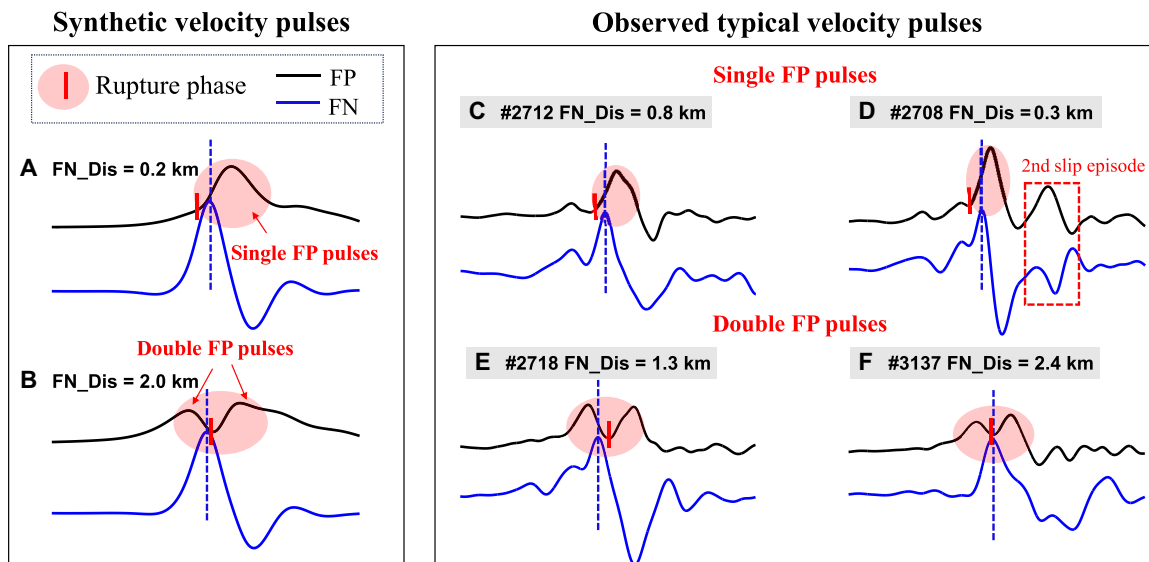 Synthetic velocity pulses
Observed typical velocity pulses
Rupture phase
FP
FN
A FN_Dis = 0.2 km
Single FP pulses
Double FP pulses
B FN_Dis = 2.0 km
Single FP pulses
C #2712 FN_Dis = 0.8 km
D #2708 FN_Dis = 0.3 km
2nd slip episode
Double FP pulses
E #2718 FN_Dis = 1.3 km
F #3137 FN_Dis = 2.4 km